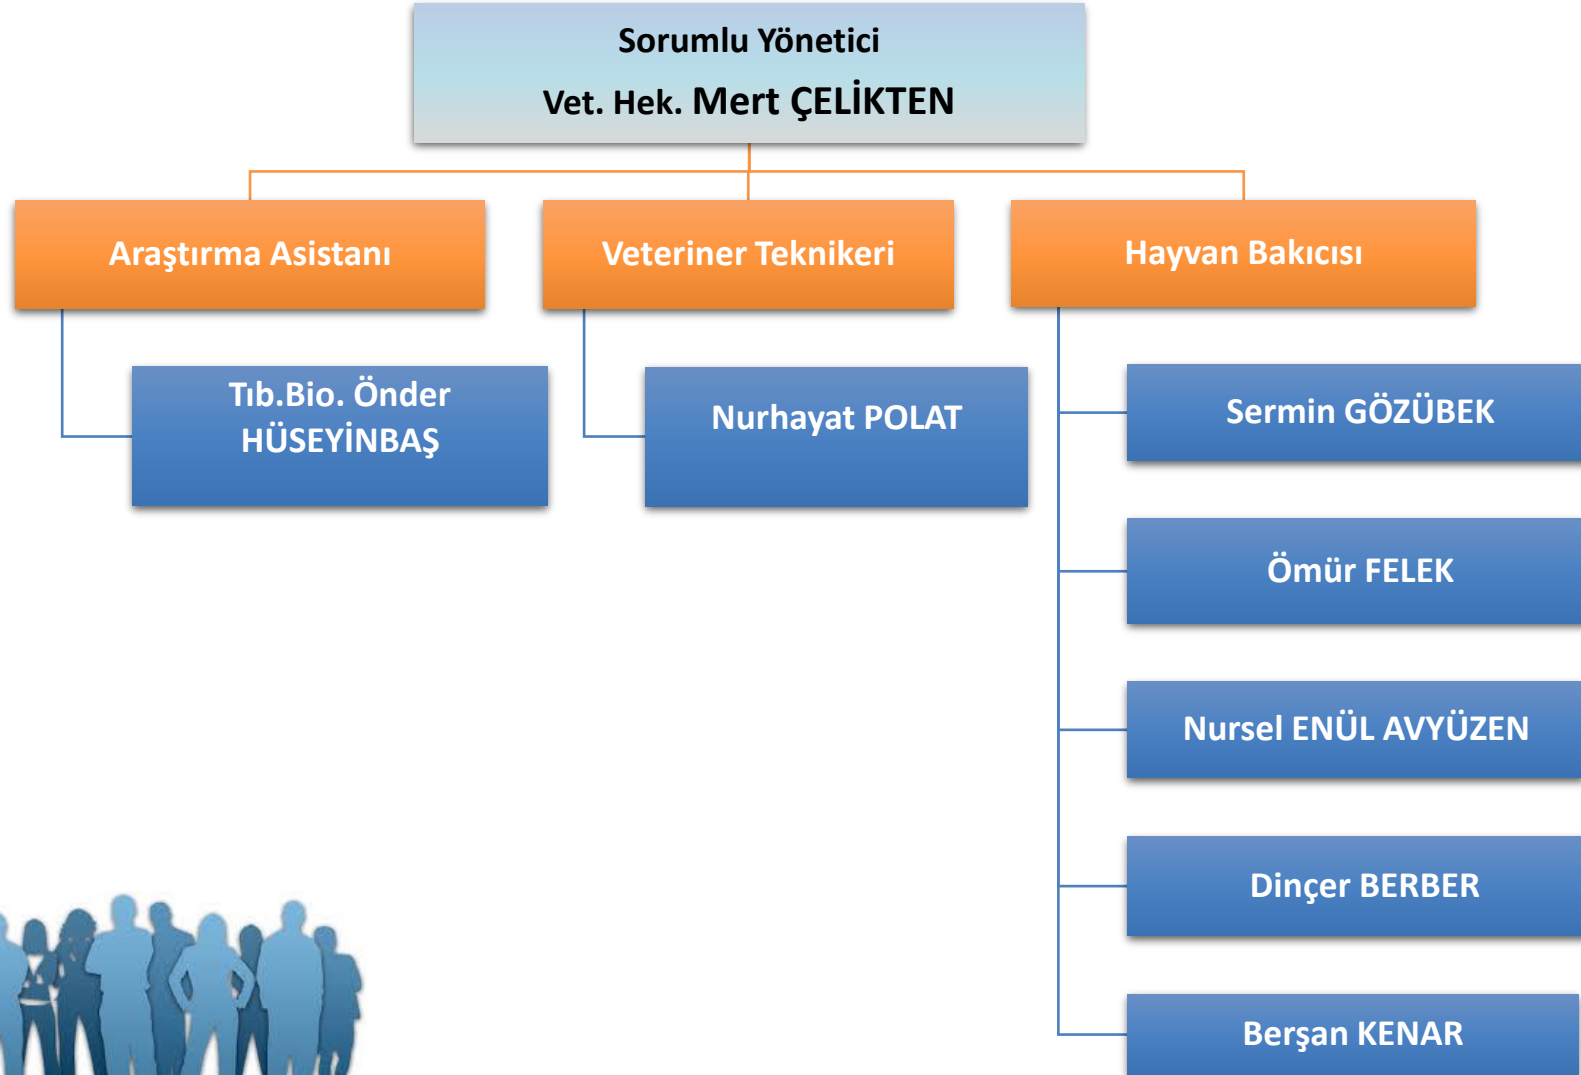 Sorumlu Yönetici
Vet. Hek. Mert ÇELİKTEN
Araştırma Asistanı
Veteriner Teknikeri
Hayvan Bakıcısı
Tıb.Bio. Önder
HÜSEYİNBAŞ
Nurhayat POLAT
Sermin GÖZÜBEK
Ömür FELEK
Nursel ENÜL AVYÜZEN
Dinçer BERBER
Berşan KENAR